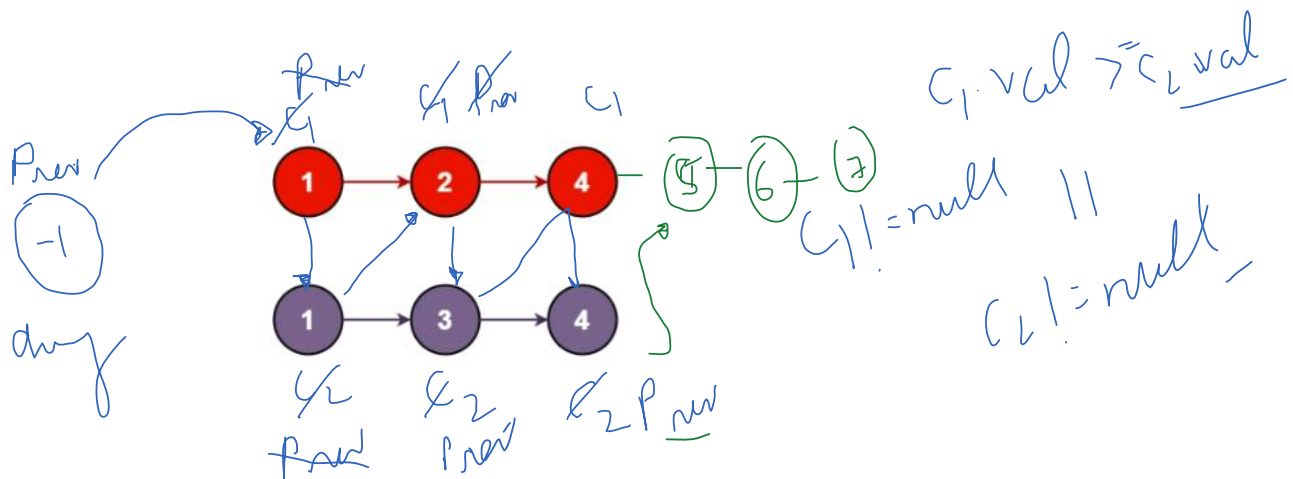 Prev
C1
C1 Prev
C1
C1.val >= C2 val
Prev
-1
1
2
4
5
6
7
C1 != null ||
C2 != null
1
3
4
C2
Prev
C2
Prev
C2 Prev